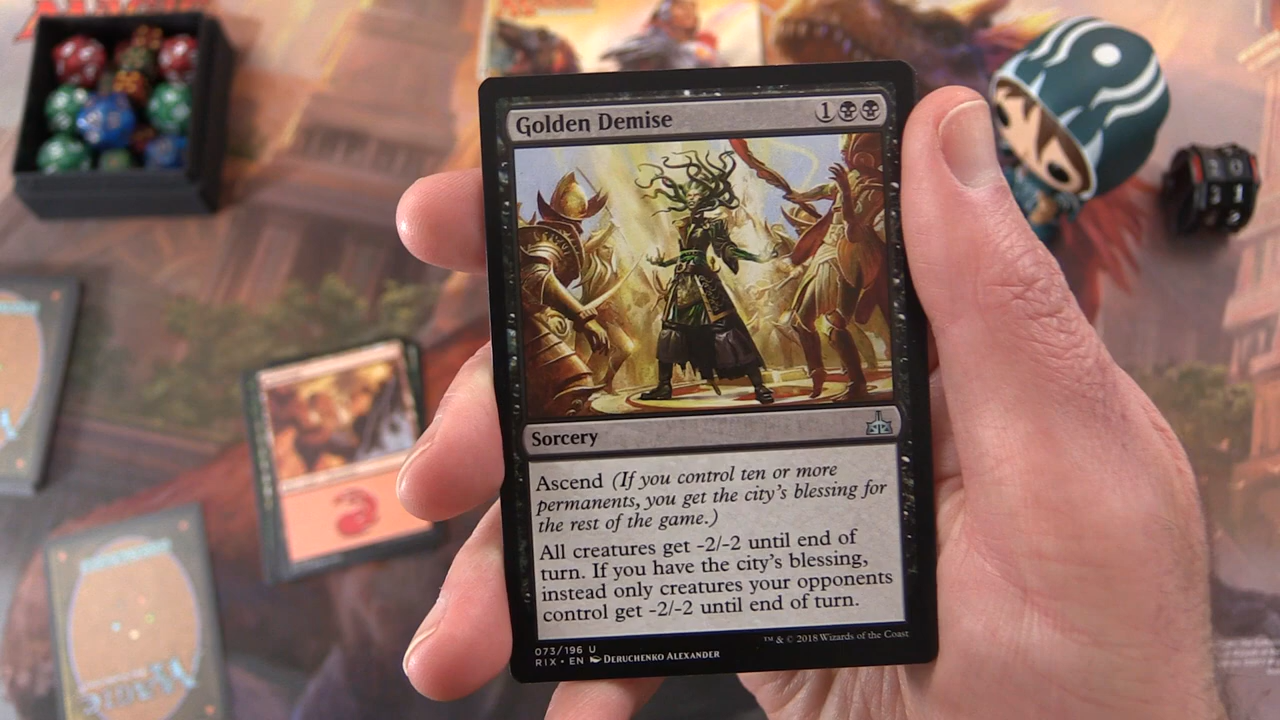 Golden Demise 1
Sorcery
Ascend (If you control ten or more
permanents, you get the city's blessing for
the rest of the game.)
All creatures get -2/-2 until end of
turn. If you have the city's blessing,
instead only creatures your opponents
control get -2/-2 until end of turn.
™ & © 2018 Wizards of the Coast
073/196 U
RIX • EN Deruchenko Alexander
Magic